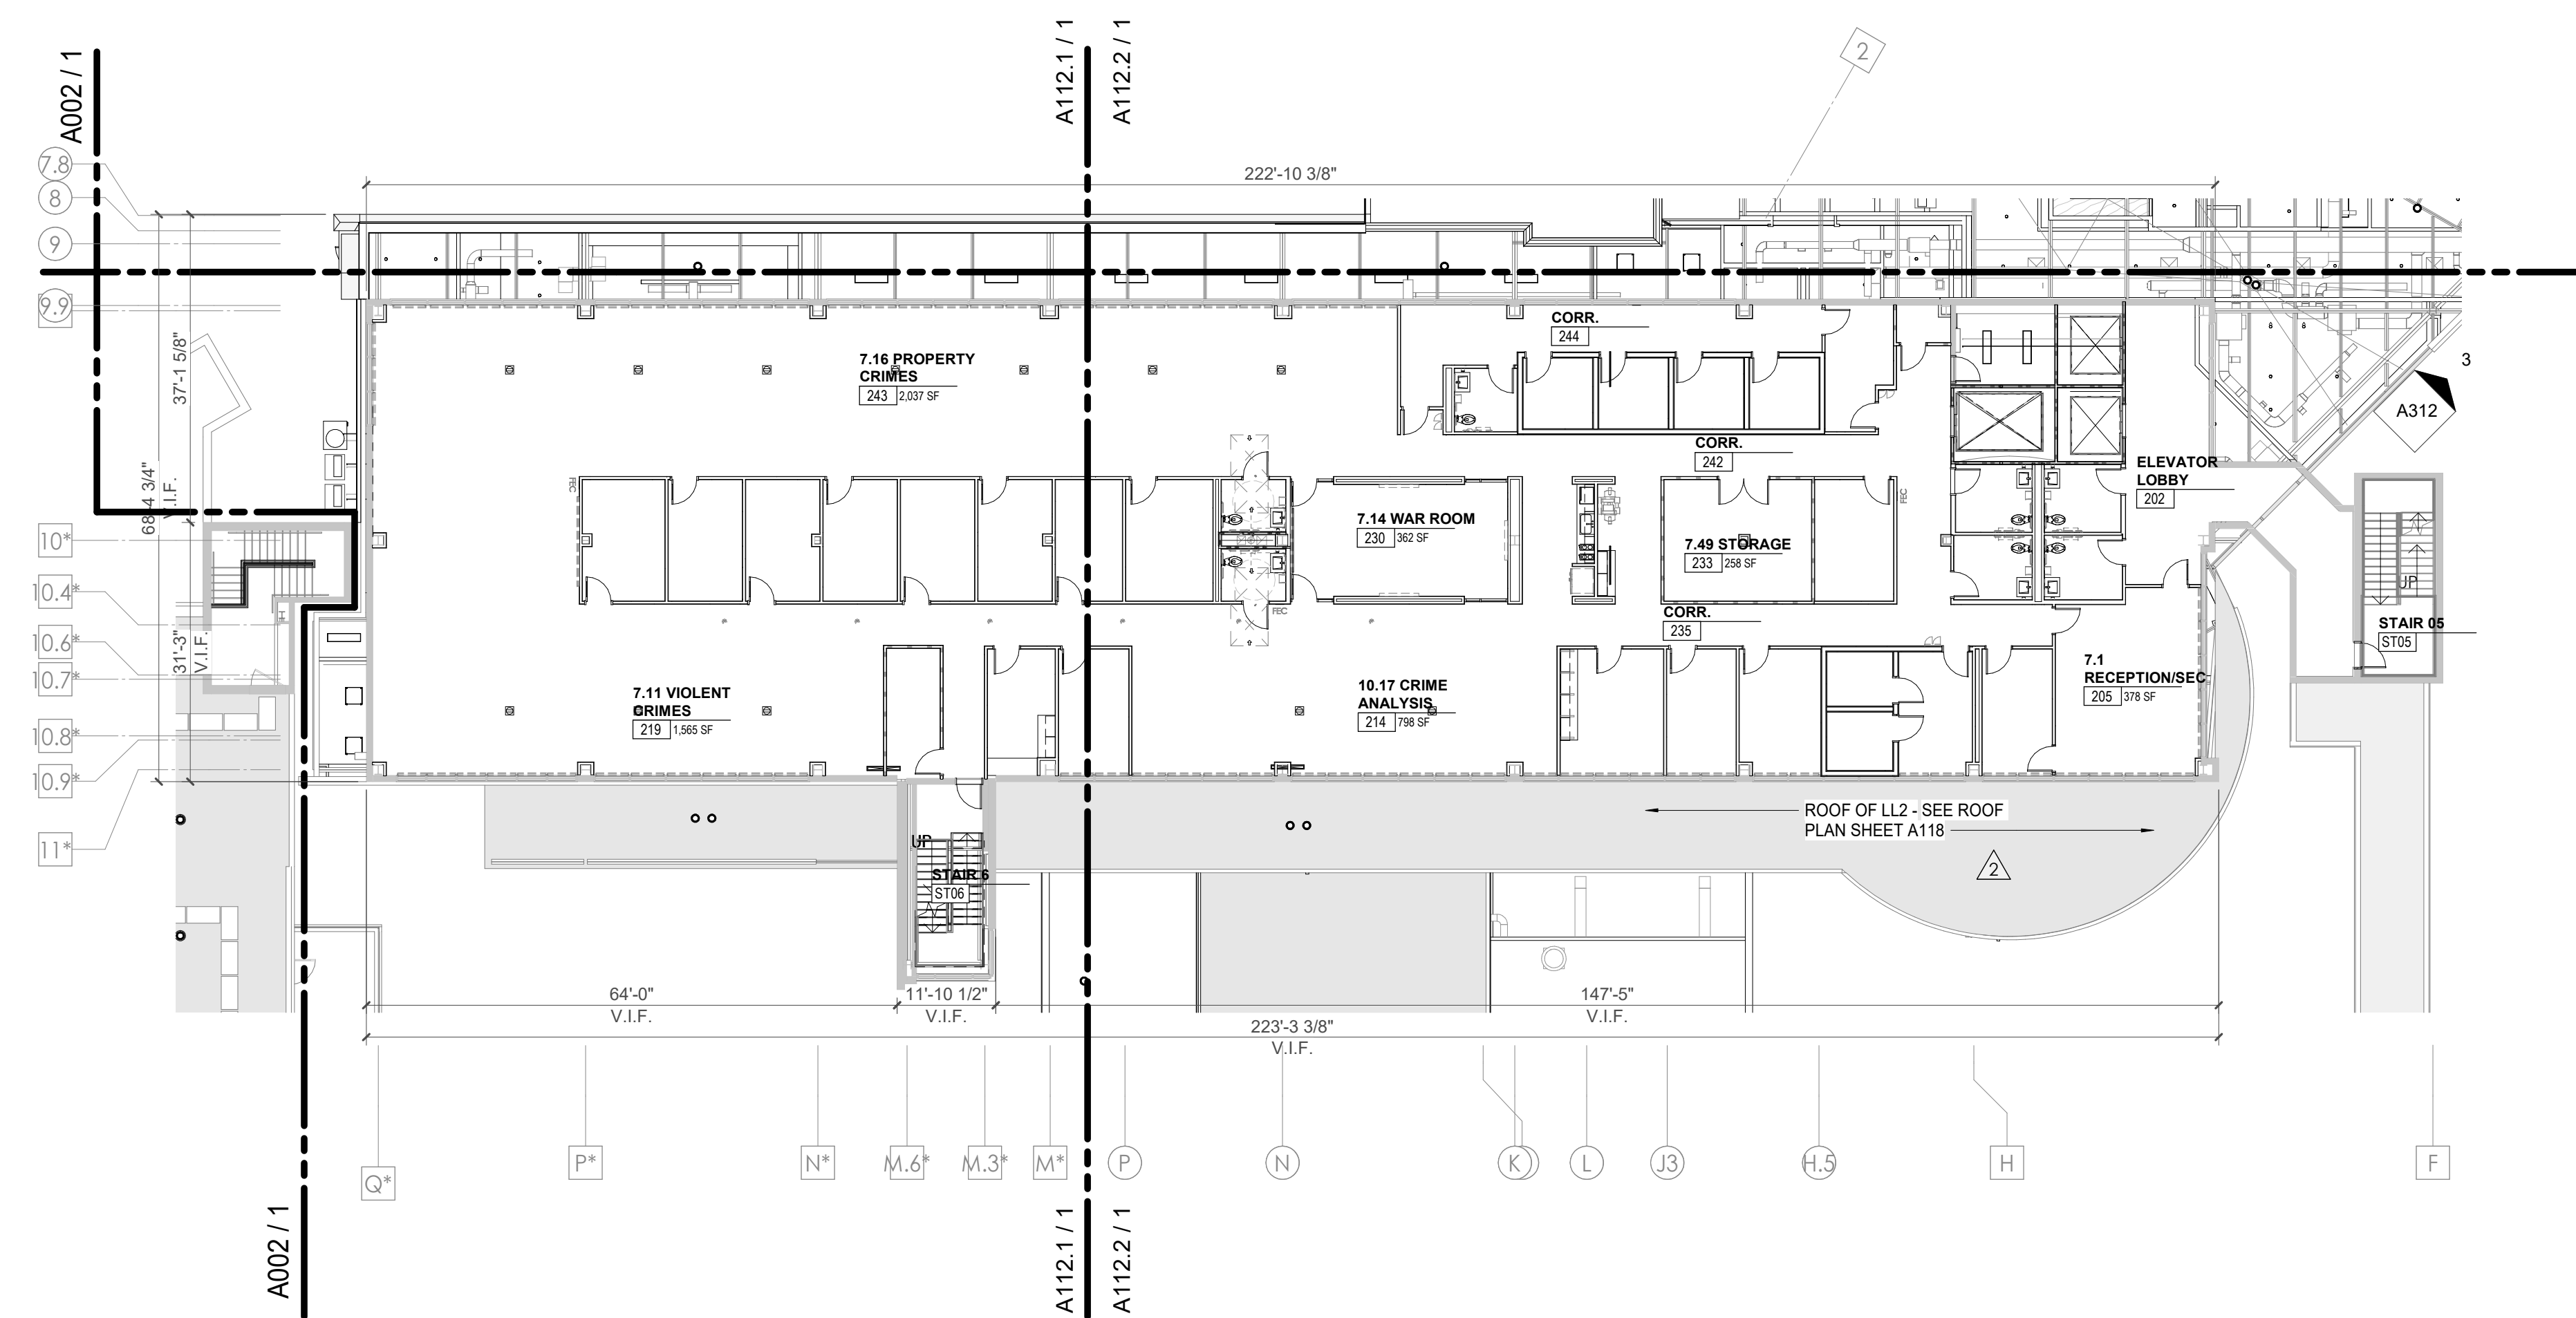 A002 / 1
A112.1 / 1
A112.2 / 1
2
7.8
8
9
9.9
222'-10 3/8"
37'-1 5/8"
V.I.F.
68'-4 3/4"
V.I.F.
31'-3"
V.I.F.
CORR.
244
7.16 PROPERTY
CRIMES
243 2,037 SF
3
A312
CORR.
242
ELEVATOR
LOBBY
202
FEC
FEC
7.14 WAR ROOM
230 362 SF
7.49 STORAGE
233 258 SF
10*
10.4*
10.6*
10.7*
10.8*
10.9*
11*
FEC
CORR.
235
UP
STAIR 05
ST05
7.1
RECEPTION/SEC
205 378 SF
7.11 VIOLENT
CRIMES
219 1,565 SF
10.17 CRIME
ANALYSIS
214 798 SF
ROOF OF LL2 - SEE ROOF
PLAN SHEET A118
2
UP
STAIR 6
ST06
64'-0"
V.I.F.
11'-10 1/2"
V.I.F.
147'-5"
V.I.F.
223'-3 3/8"
V.I.F.
Q*
P*
N*
M.6*
M.3*
M*
P
N
K
L
J3
H.5
H
F
A002 / 1
A112.1 / 1
A112.2 / 1